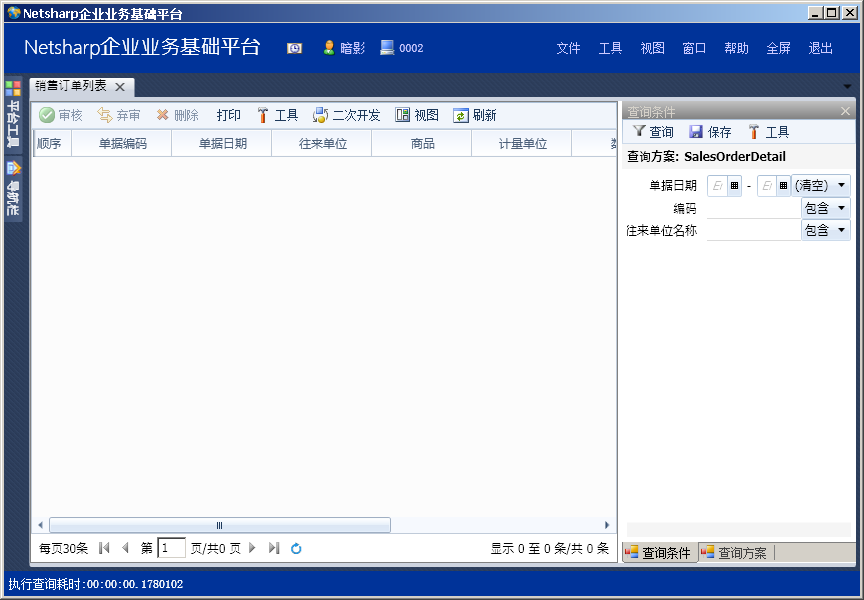 Netsharp企业业务基础平台
Netsharp企业业务基础平台 暗影 0002 文件 工具 视图 窗口 帮助 全屏 退出
平台工具
导航栏
销售订单列表
审核 弃审 删除 打印 工具 二次开发 视图 刷新
顺序 单据编码 单据日期 往来单位 商品 计量单位
查询条件
查询 保存 工具
查询方案: SalesOrderDetail
单据日期 - (清空)
编码 包含
往来单位名称 包含
每页30条 第 1 页/共0 页 显示 0 至 0 条/共 0 条
查询条件 查询方案
执行查询耗时:00:00:00.1780102